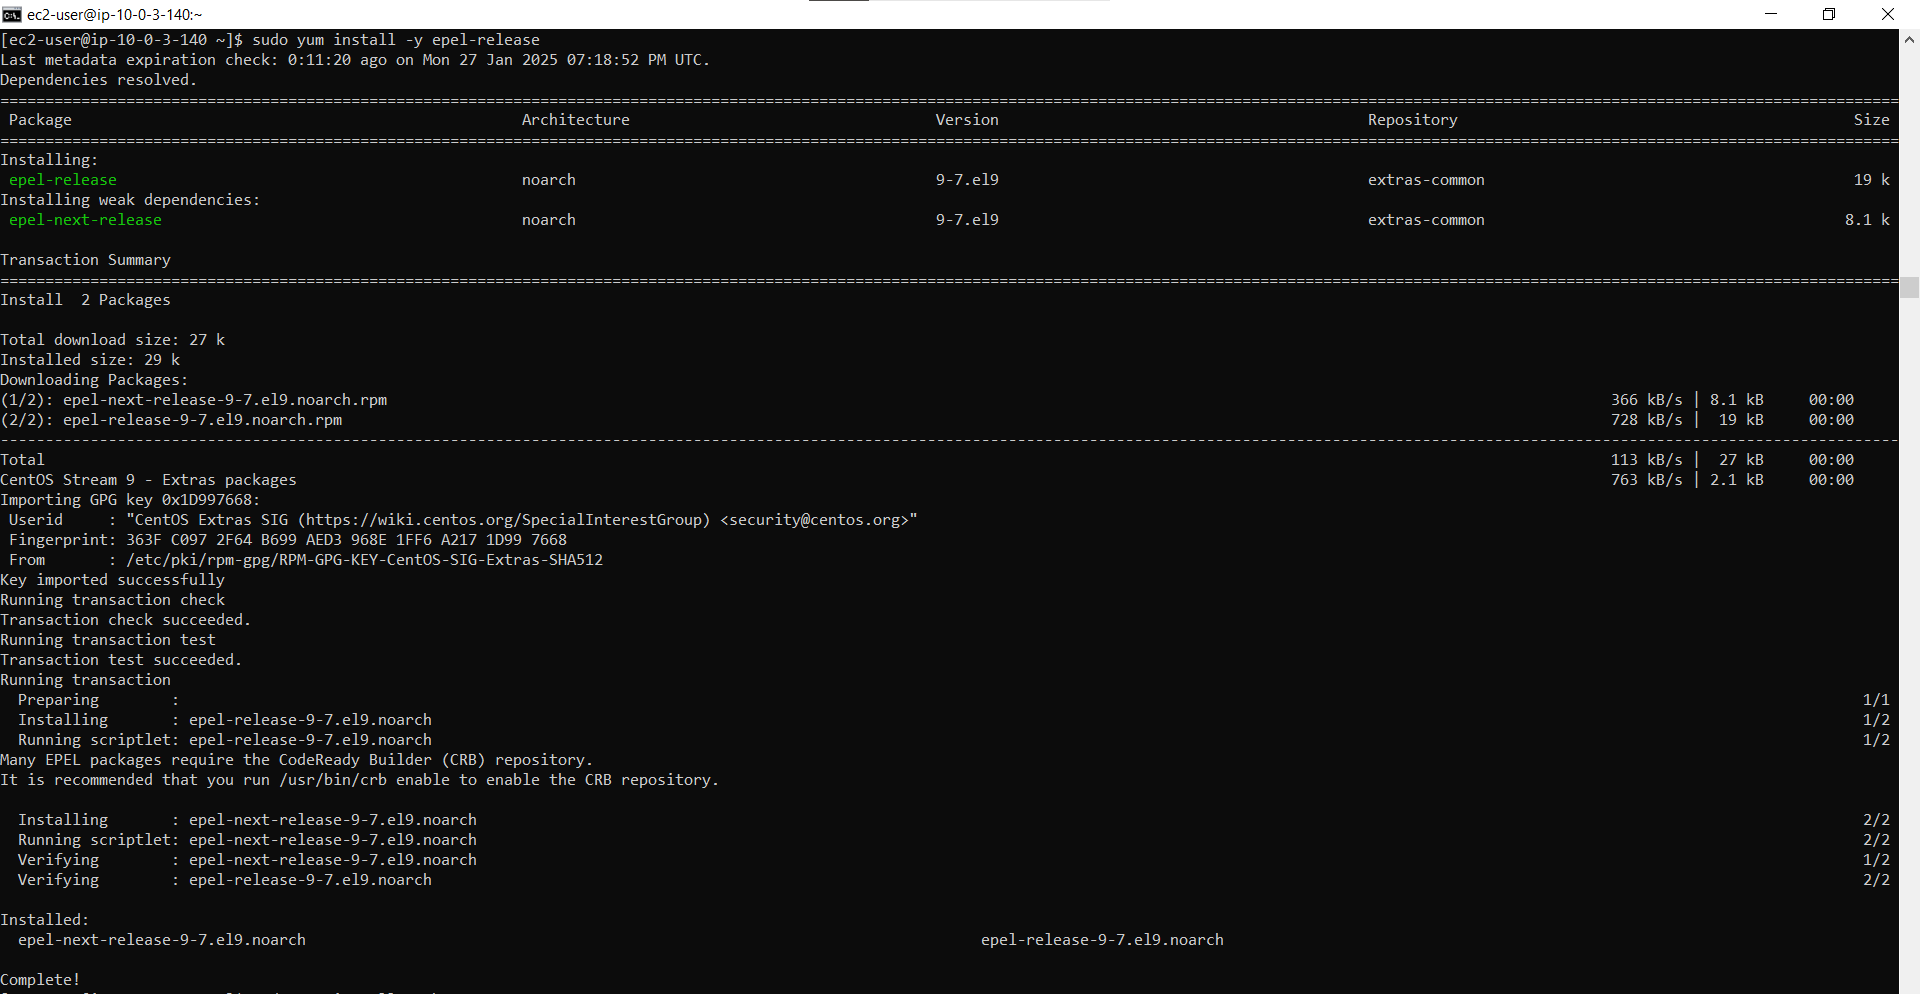 ec2-user@ip-10-0-3-140:~
[ec2-user@ip-10-0-3-140 ~]$ sudo yum install -y epel-release
Last metadata expiration check: 0:11:20 ago on Mon 27 Jan 2025 07:18:52 PM UTC.
Dependencies resolved.
Package Architecture Version Repository Size
Installing:
epel-release noarch 9-7.el9 extras-common 19 k
Installing weak dependencies:
epel-next-release noarch 9-7.el9 extras-common 8.1 k
Transaction Summary
Install 2 Packages
Total download size: 27 k
Installed size: 29 k
Downloading Packages:
(1/2): epel-next-release-9-7.el9.noarch.rpm 366 kB/s | 8.1 kB 00:00
(2/2): epel-release-9-7.el9.noarch.rpm 728 kB/s | 19 kB 00:00
Total 113 kB/s | 27 kB 00:00
CentOS Stream 9 - Extras packages 763 kB/s | 2.1 kB 00:00
Importing GPG key 0x1D997668:
Userid : "CentOS Extras SIG (https://wiki.centos.org/SpecialInterestGroup) <security@centos.org>"
Fingerprint: 363F C097 2F64 B699 AED3 968E 1FF6 A217 1D99 7668
From : /etc/pki/rpm-gpg/RPM-GPG-KEY-CentOS-SIG-Extras-SHA512
Key imported successfully
Running transaction check
Transaction check succeeded.
Running transaction test
Transaction test succeeded.
Running transaction
Preparing : 1/1
Installing : epel-release-9-7.el9.noarch 1/2
Running scriptlet: epel-release-9-7.el9.noarch 1/2
Many EPEL packages require the CodeReady Builder (CRB) repository.
It is recommended that you run /usr/bin/crb enable to enable the CRB repository.
Installing : epel-next-release-9-7.el9.noarch 2/2
Running scriptlet: epel-next-release-9-7.el9.noarch 2/2
Verifying : epel-next-release-9-7.el9.noarch 1/2
Verifying : epel-release-9-7.el9.noarch 2/2
Installed:
epel-next-release-9-7.el9.noarch epel-release-9-7.el9.noarch
Complete!